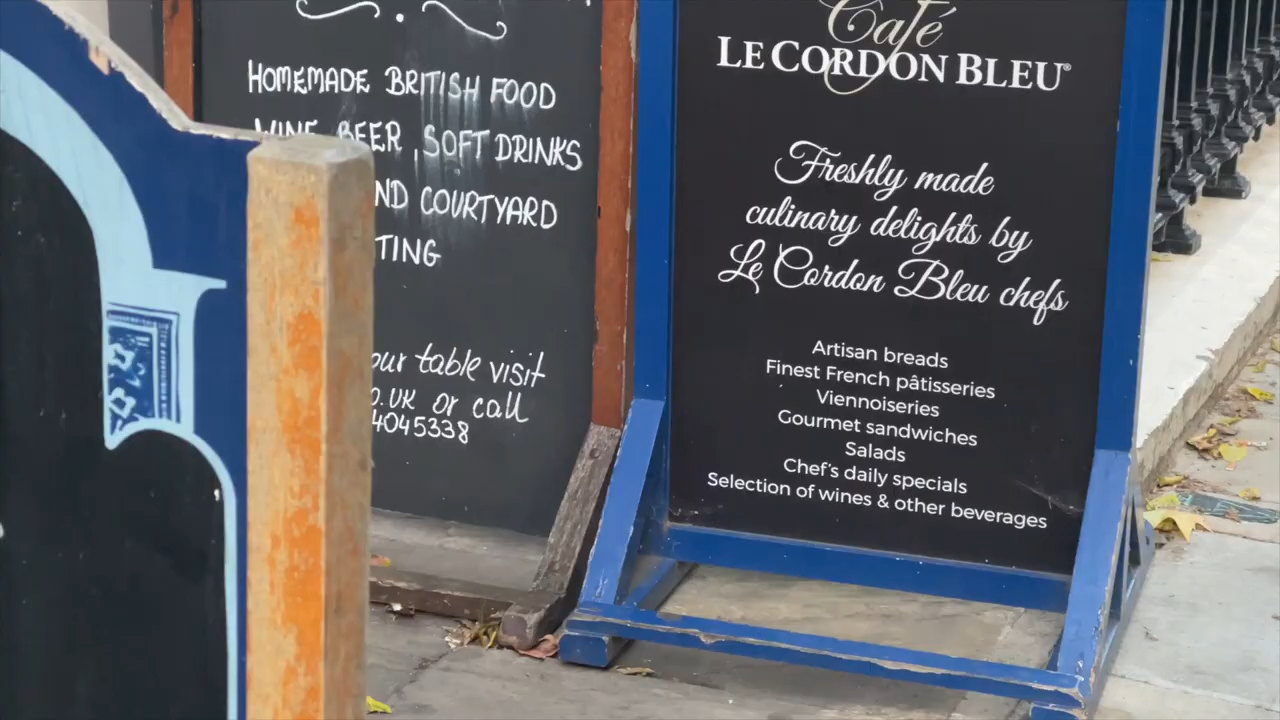 HOMEMADE BRITISH FOOD
WINE, BEER, SOFT DRINKS
COURTYARD
our table visit
or call
4045338
Café
LE CORDON BLEU®
Freshly made
culinary delights by
Le Cordon Bleu chefs
Artisan breads
Finest French pâtisseries
Viennoiseries
Gourmet sandwiches
Salads
Chef's daily specials
Selection of wines & other beverages